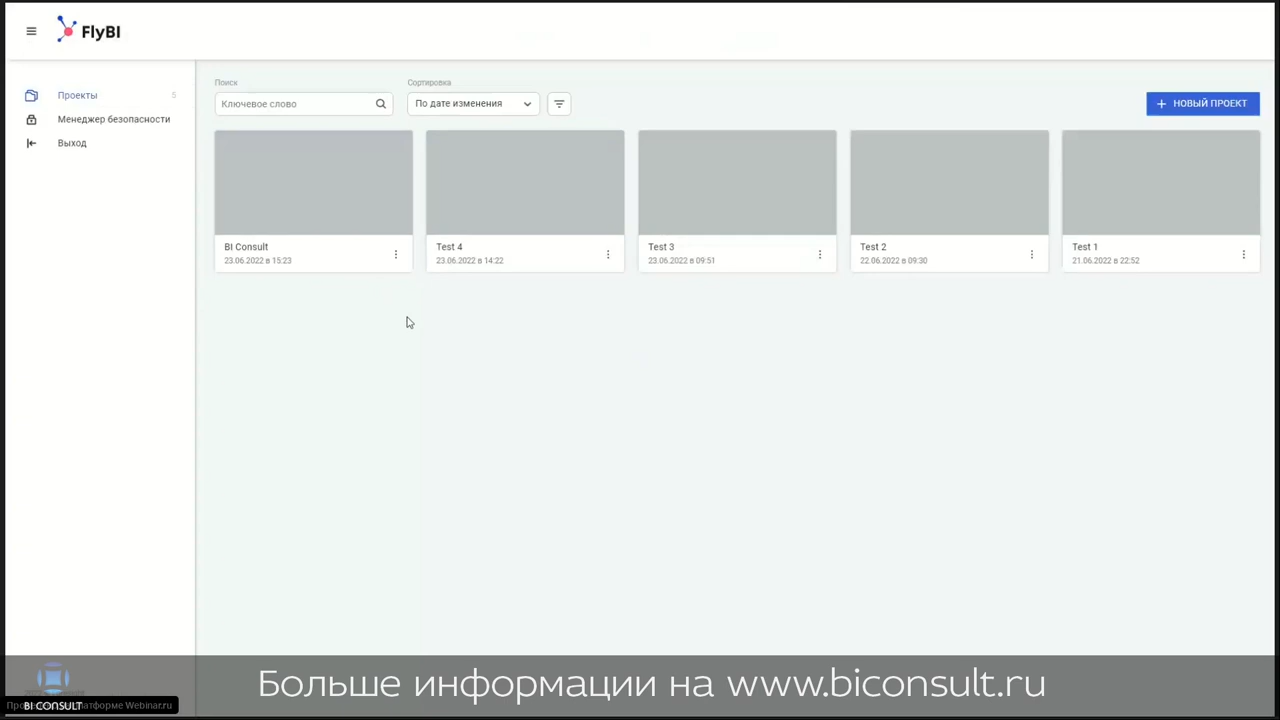 FlyBI
Проекты 5
Менеджер безопасности
Выход
Поиск
Ключевое слово
Сортировка
По дате изменения
НОВЫЙ ПРОЕКТ
BI Consult
23.06.2022 в 15:23
Test 4
23.06.2022 в 14:22
Test 3
23.06.2022 в 09:51
Test 2
22.06.2022 в 09:30
Test 1
21.06.2022 в 22:52
Больше информации на www.biconsult.ru
BI CONSULT
Webinar.ru